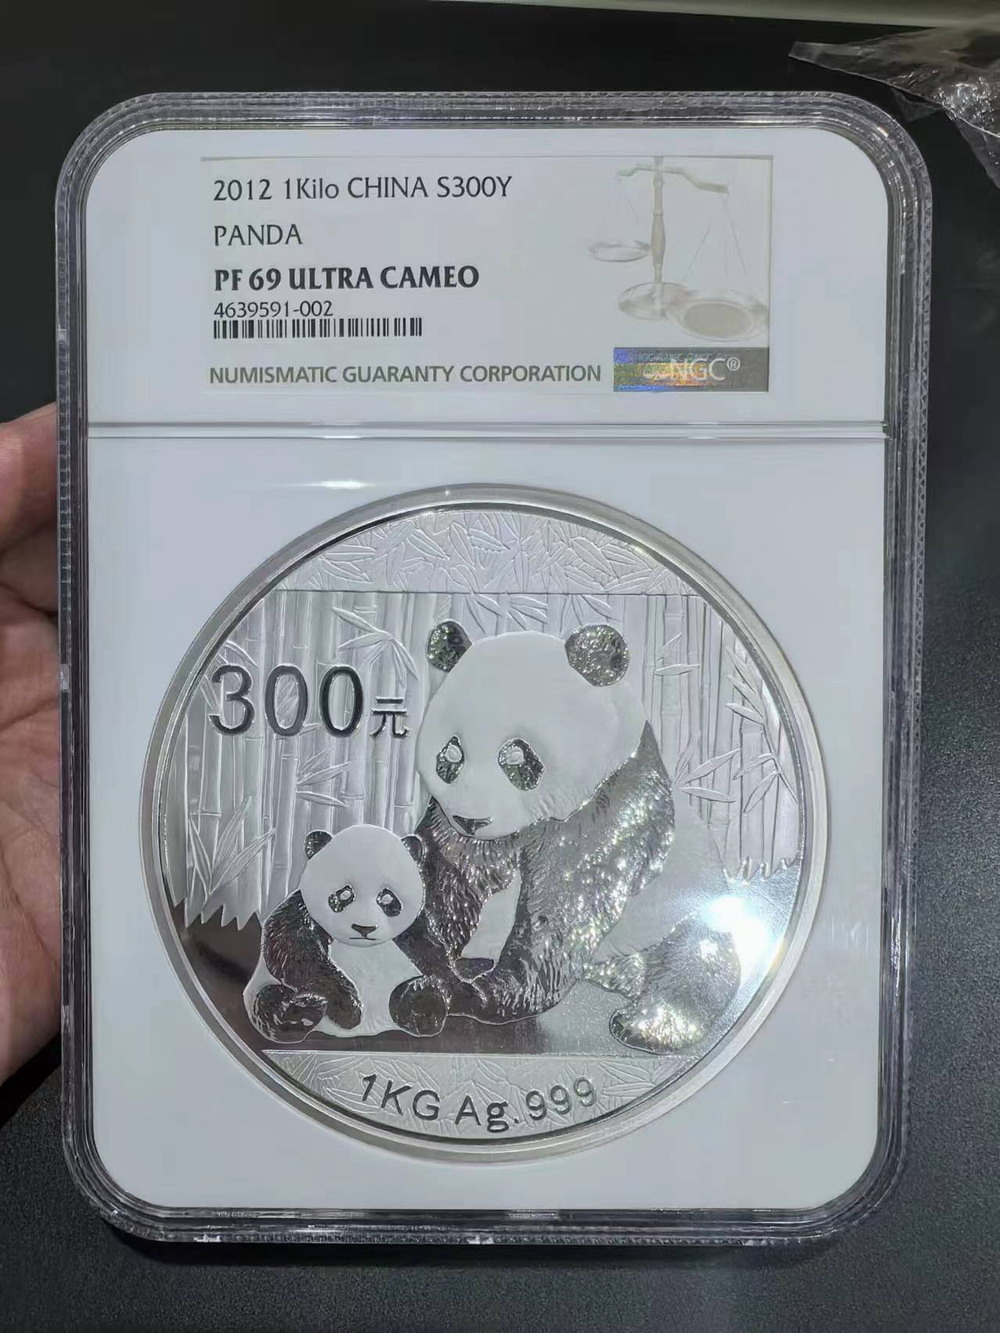 2012 1Kilo CHINA S300Y
PANDA
PF 69 ULTRA CAMEO
4639591-002
NUMISMATIC GUARANTY CORPORATION
NGC®
300元
1KG Ag.999